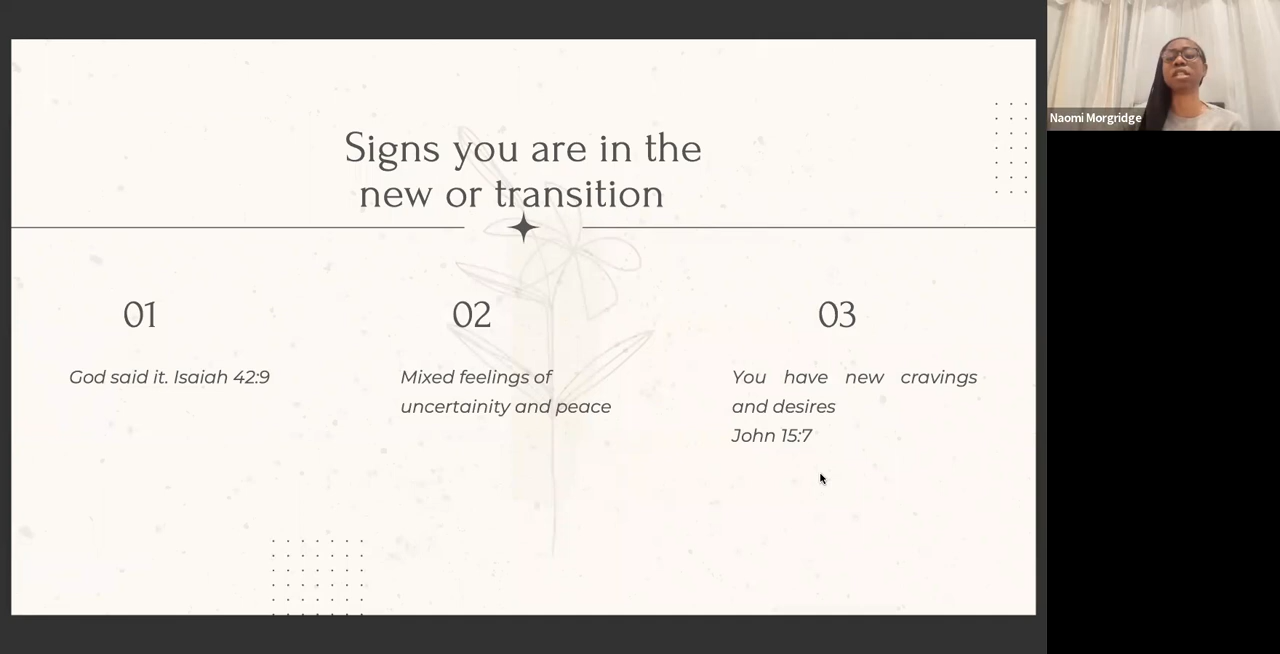 Signs you are in the
new or transition
01
God said it. Isaiah 42:9
02
Mixed feelings of
uncertainity and peace
03
You have new cravings
and desires
John 15:7
Naomi Morgridge